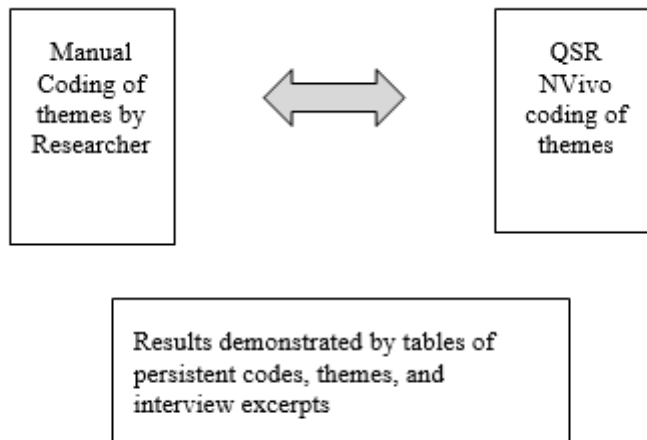 Manual
Coding of
themes by
Researcher
QSR
NVivo
coding of
themes
Results demonstrated by tables of
persistent codes, themes, and
interview excerpts